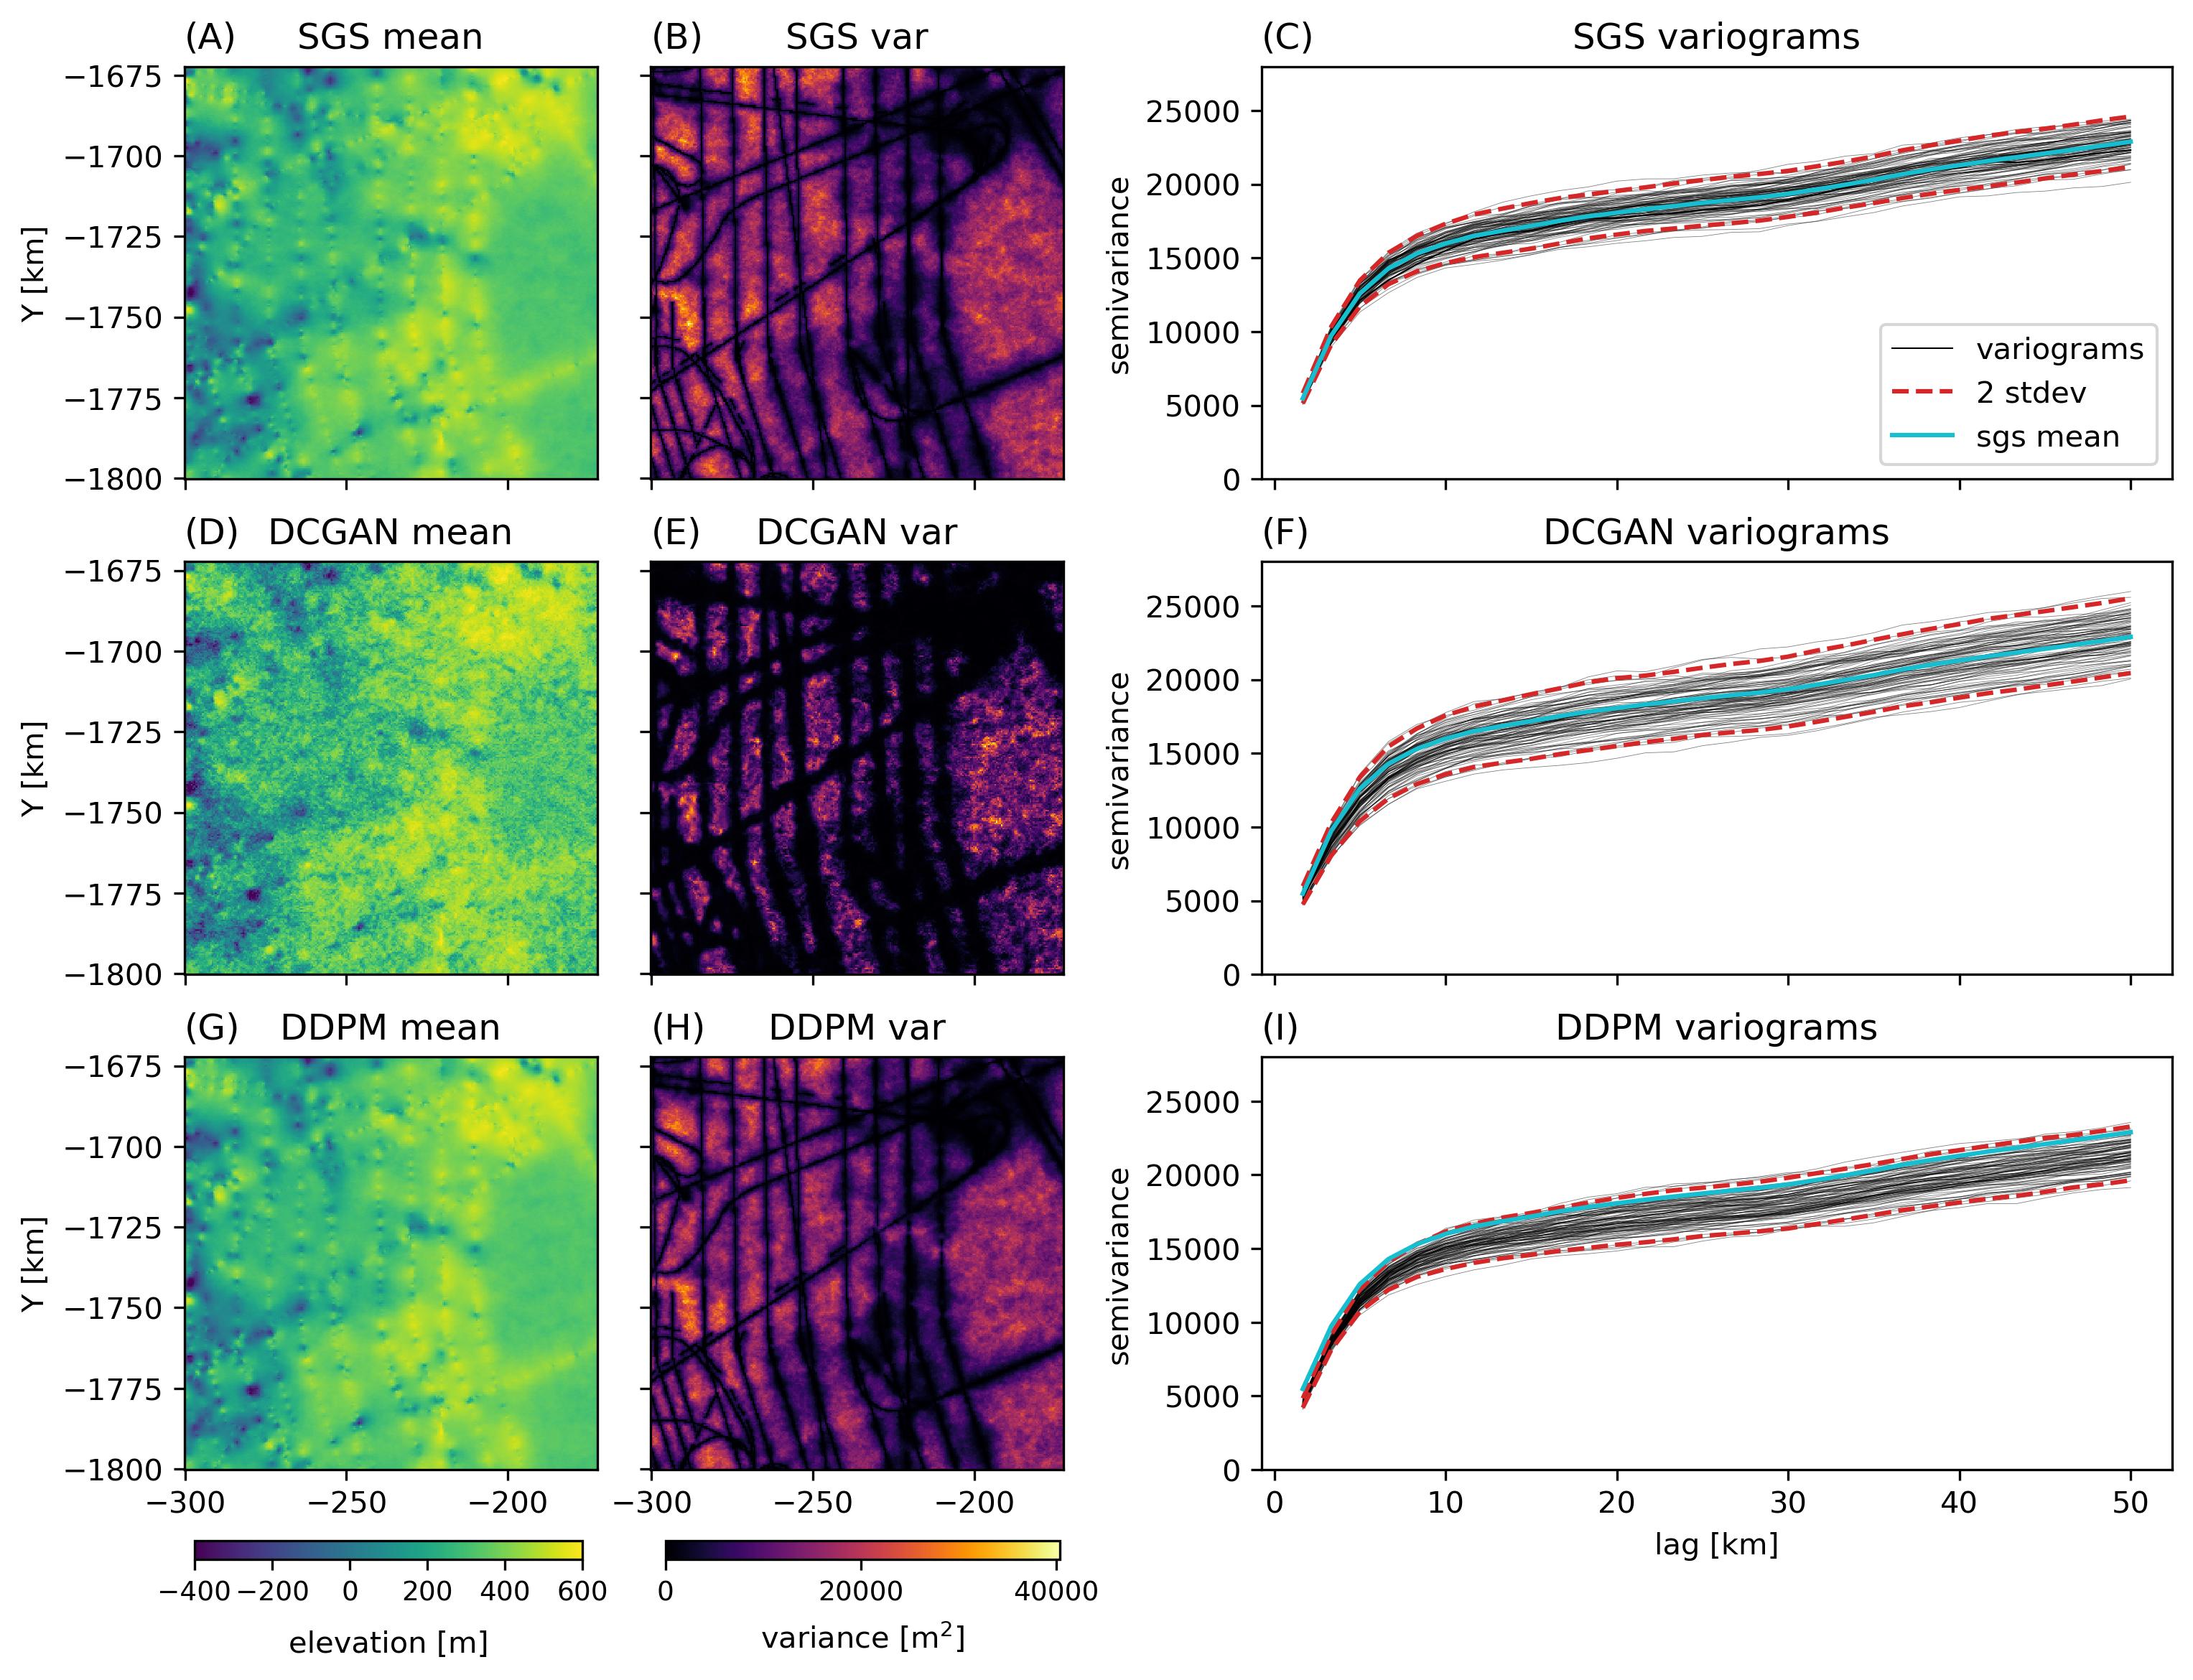 (A) SGS mean
(B) SGS var
(C) SGS variograms
−1675
−1700
−1725
−1750
−1775
−1800
Y [km]
25000
20000
15000
10000
5000
0
semivariance
variograms
2 stdev
sgs mean
(D) DCGAN mean
(E) DCGAN var
(F) DCGAN variograms
−1675
−1700
−1725
−1750
−1775
−1800
Y [km]
25000
20000
15000
10000
5000
0
semivariance
(G) DDPM mean
(H) DDPM var
(I) DDPM variograms
−1675
−1700
−1725
−1750
−1775
−1800
Y [km]
−300 −250 −200
−300 −250 −200
25000
20000
15000
10000
5000
0
semivariance
0 10 20 30 40 50
lag [km]
−400 −200 0 200 400 600
elevation [m]
0 20000 40000
variance [m²]